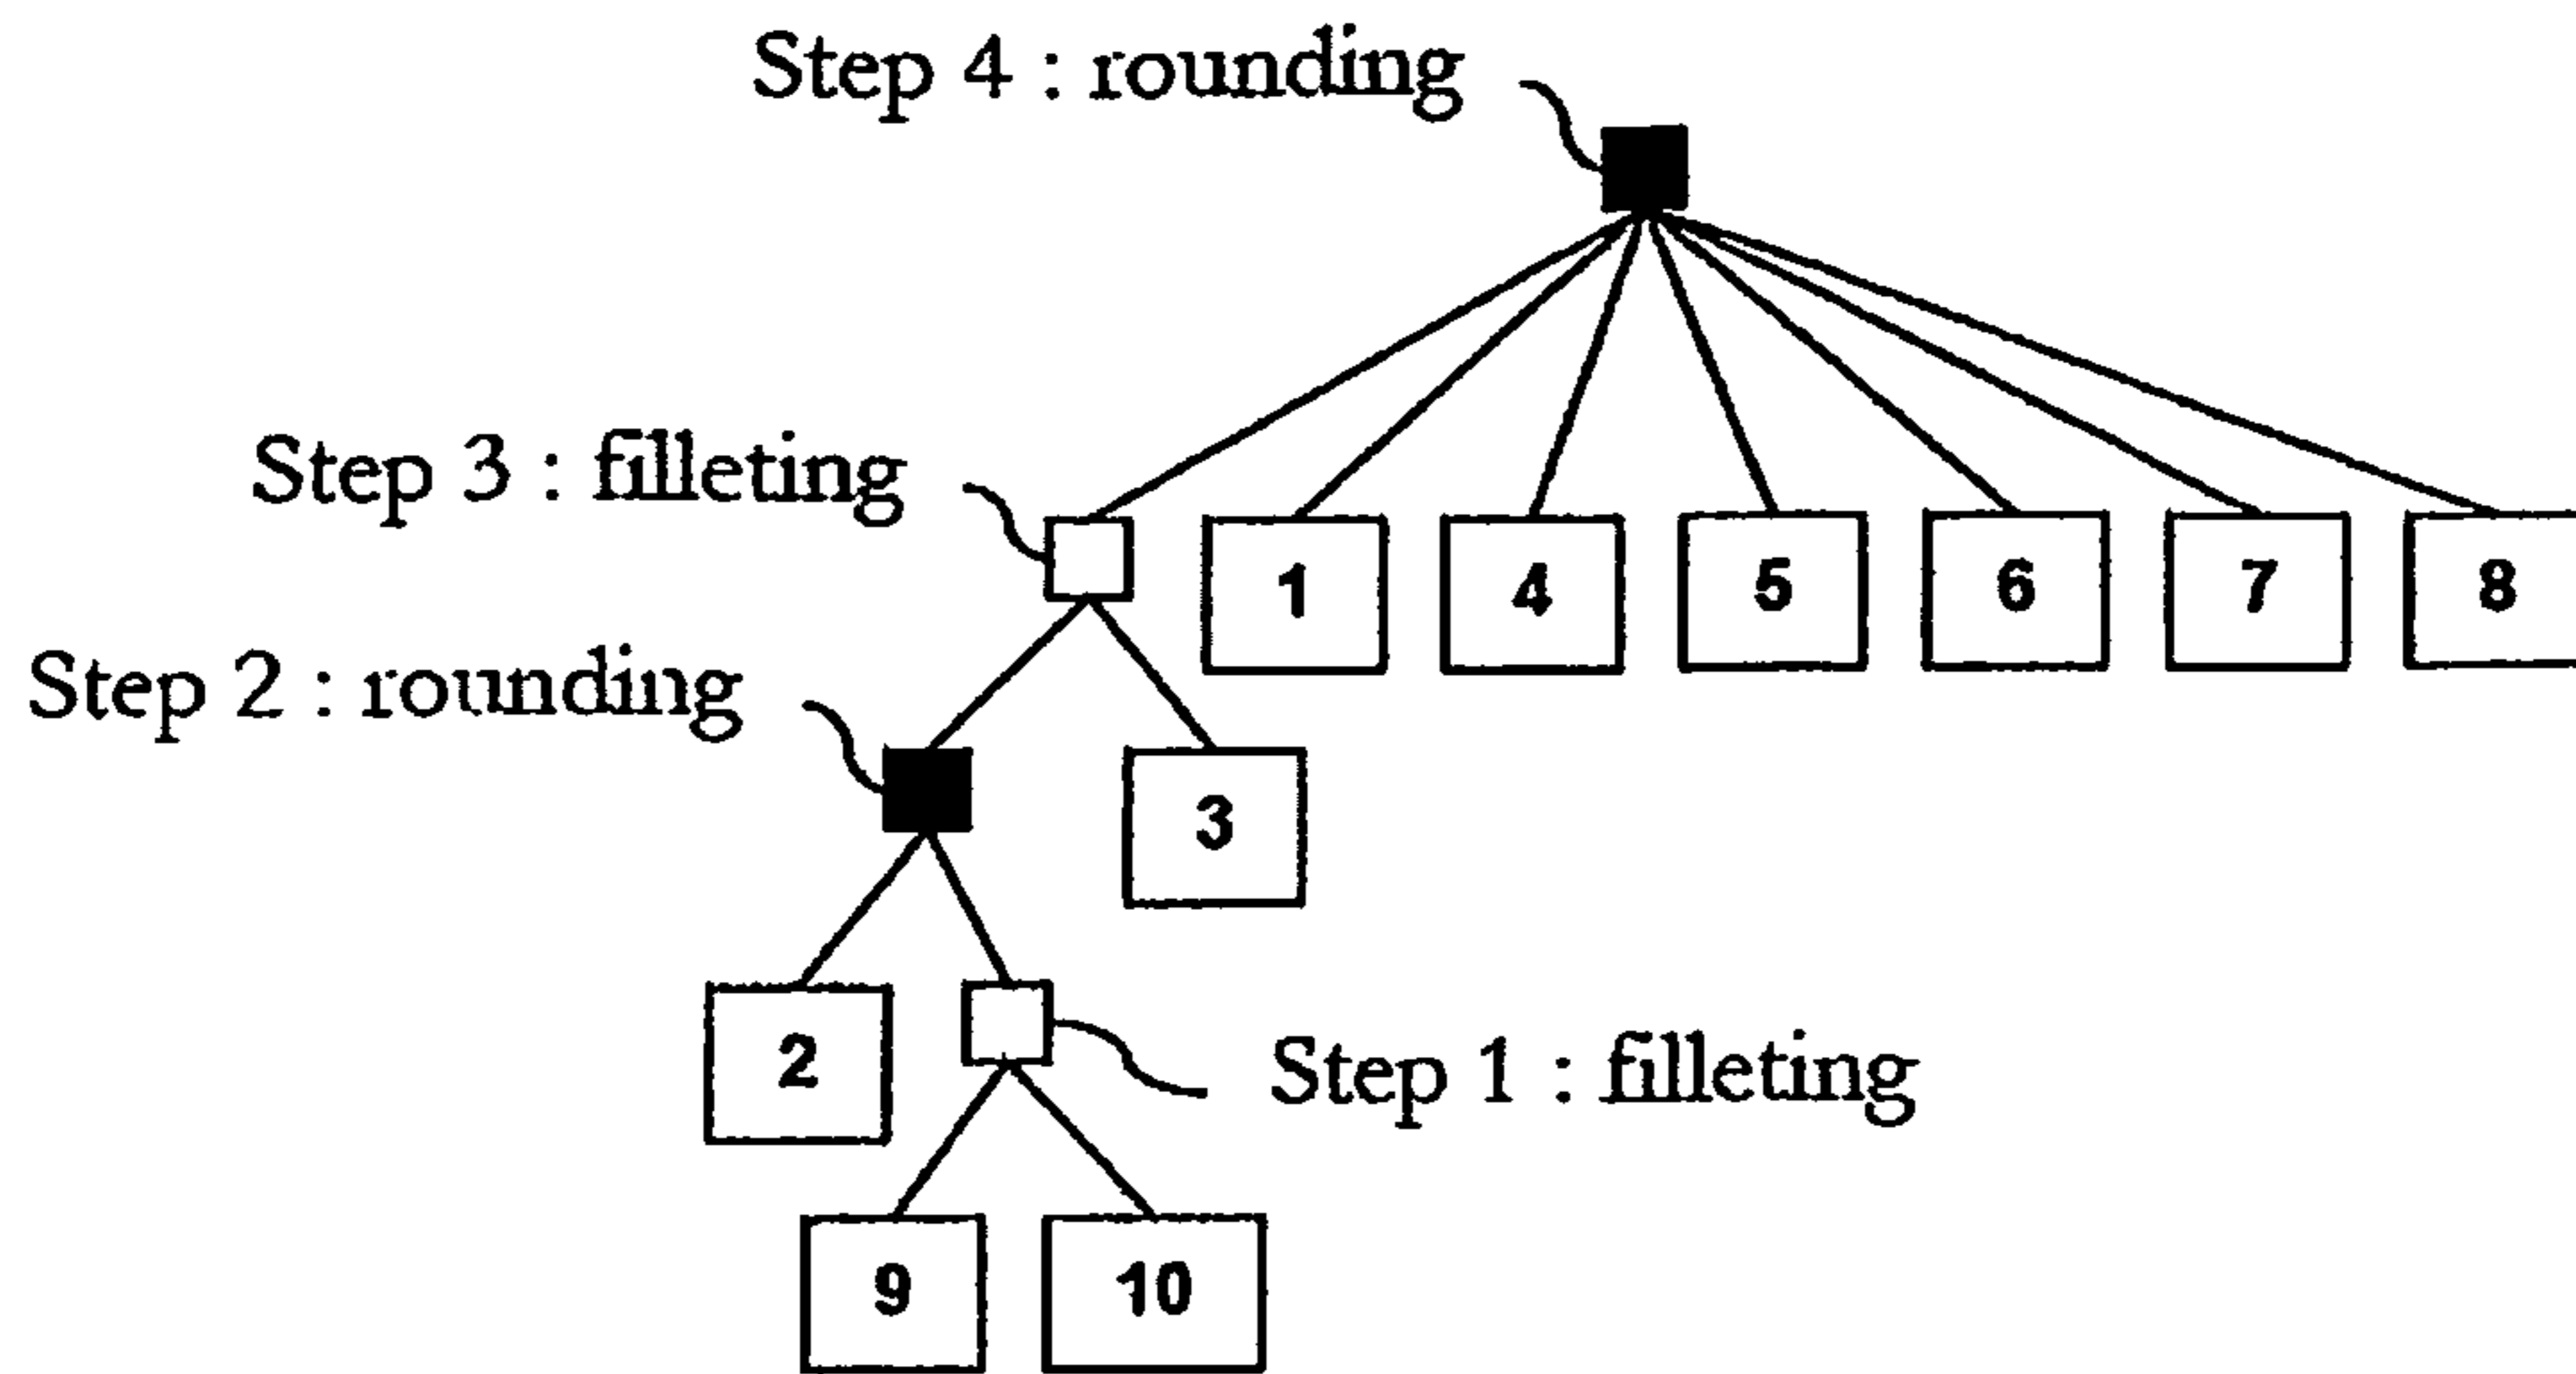 Step 4 : rounding
Step 3 : filleting
1 4 5 6 7 8
Step 2 : rounding
3
2
Step 1 : filleting
9 10